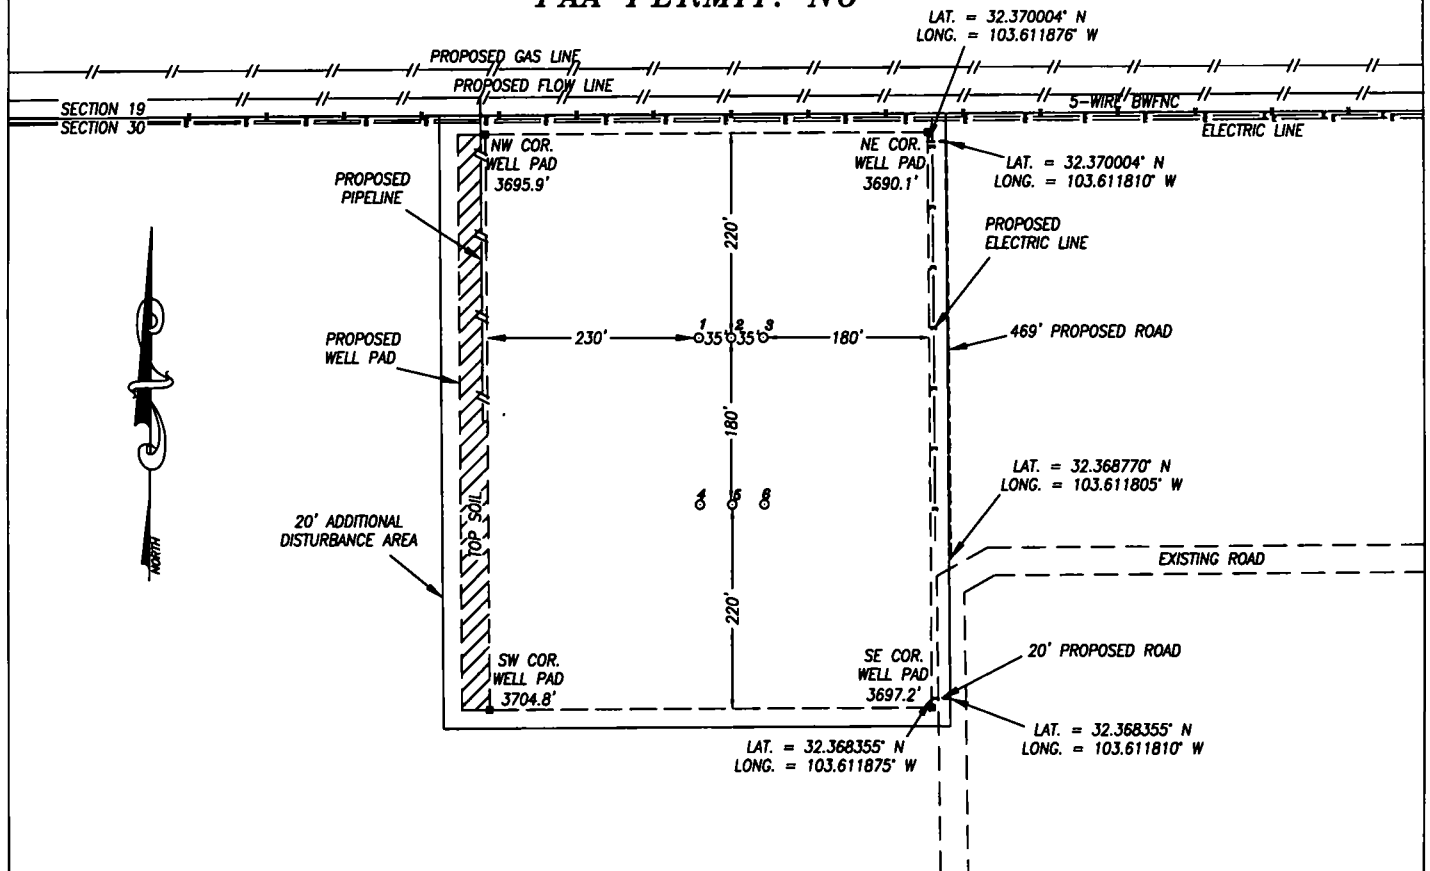 FAA PERMIT: NO
LAT. = 32.370004° N
LONG. = 103.611876° W
PROPOSED GAS LINE
PROPOSED FLOW LINE
SECTION 19
SECTION 30
5-WIRE BWFNC
ELECTRIC LINE
NW COR.
WELL PAD
3695.9'
NE COR.
WELL PAD
3690.1'
LAT. = 32.370004° N
LONG. = 103.611810° W
PROPOSED
PIPELINE
PROPOSED
ELECTRIC LINE
220'
1 2 3
230'
35' 35'
180'
469' PROPOSED ROAD
PROPOSED
WELL PAD
180'
LAT. = 32.368770° N
LONG. = 103.611805° W
4 5 6
TOP SOIL
20' ADDITIONAL
DISTURBANCE AREA
NORTH
EXISTING ROAD
220'
SW COR.
WELL PAD
3704.8'
SE COR.
WELL PAD
3697.2'
20' PROPOSED ROAD
LAT. = 32.368355° N
LONG. = 103.611875° W
LAT. = 32.368355° N
LONG. = 103.611810° W